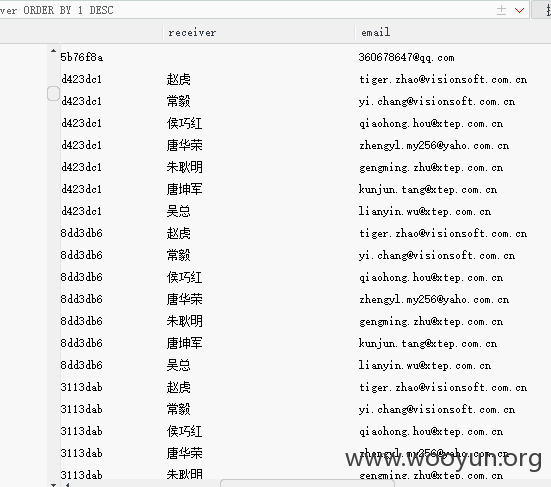 ver ORDER BY 1 DESC
receiver email
5b76f8a 360678647@qq.com
d423dc1 赵虎 tiger.zhao@visionsoft.com.cn
d423dc1 常毅 yi.chang@visionsoft.com.cn
d423dc1 侯巧红 qiaohong.hou@xtep.com.cn
d423dc1 唐华荣 zhengyl.my256@yaho.com.cn
d423dc1 朱耿明 gengming.zhu@xtep.com.cn
d423dc1 唐坤军 kunjun.tang@xtep.com.cn
d423dc1 吴总 lianyin.wu@xtep.com.cn
8dd3db6 赵虎 tiger.zhao@visionsoft.com.cn
8dd3db6 常毅 yi.chang@visionsoft.com.cn
8dd3db6 侯巧红 qiaohong.hou@xtep.com.cn
8dd3db6 唐华荣 zhengyl.my256@yaho.com.cn
8dd3db6 朱耿明 gengming.zhu@xtep.com.cn
8dd3db6 唐坤军 kunjun.tang@xtep.com.cn
8dd3db6 吴总 lianyin.wu@xtep.com.cn
3113dab 赵虎 tiger.zhao@visionsoft.com.cn
3113dab 常毅 yi.chang@visionsoft.com.cn
3113dab 侯巧红 qiaohong.hou@xtep.com.cn
3113dab 唐华荣 zhengyl.my256@yaho.com.cn
3113dab 朱耿明 gengming.zhu@xtep.com.cn
www.wooyun.org